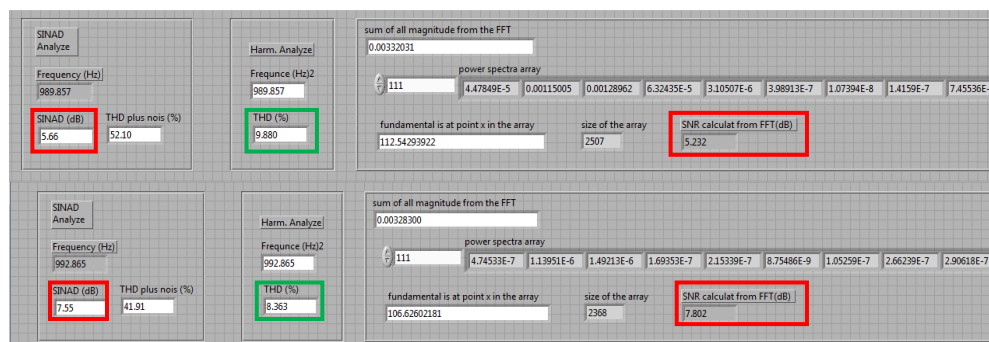 SINAD
Analyze
Frequency (Hz)
989.857
SINAD (dB) THD plus nois (%)
5.66 52.10
Harm. Analyze
Frequnce (Hz)2
989.857
THD (%)
9.880
sum of all magnitude from the FFT
0.00332031
power spectra array
111 4.47849E-5 0.00115005 0.00128962 6.32435E-5 3.10507E-6 3.98913E-7 1.07394E-8 1.4159E-7 7.45536E-
fundamental is at point x in the array size of the array SNR calculat from FFT(dB)
112.54293922 2507 5.232
SINAD
Analyze
Frequency (Hz)
992.865
SINAD (dB) THD plus nois (%)
7.55 41.91
Harm. Analyze
Frequnce (Hz)2
992.865
THD (%)
8.363
sum of all magnitude from the FFT
0.00328300
power spectra array
111 4.74533E-7 1.13951E-6 1.49213E-6 1.69353E-7 2.15339E-7 8.75486E-9 1.05259E-7 2.66239E-7 2.90618E-7
fundamental is at point x in the array size of the array SNR calculat from FFT(dB)
106.62602181 2368 7.802